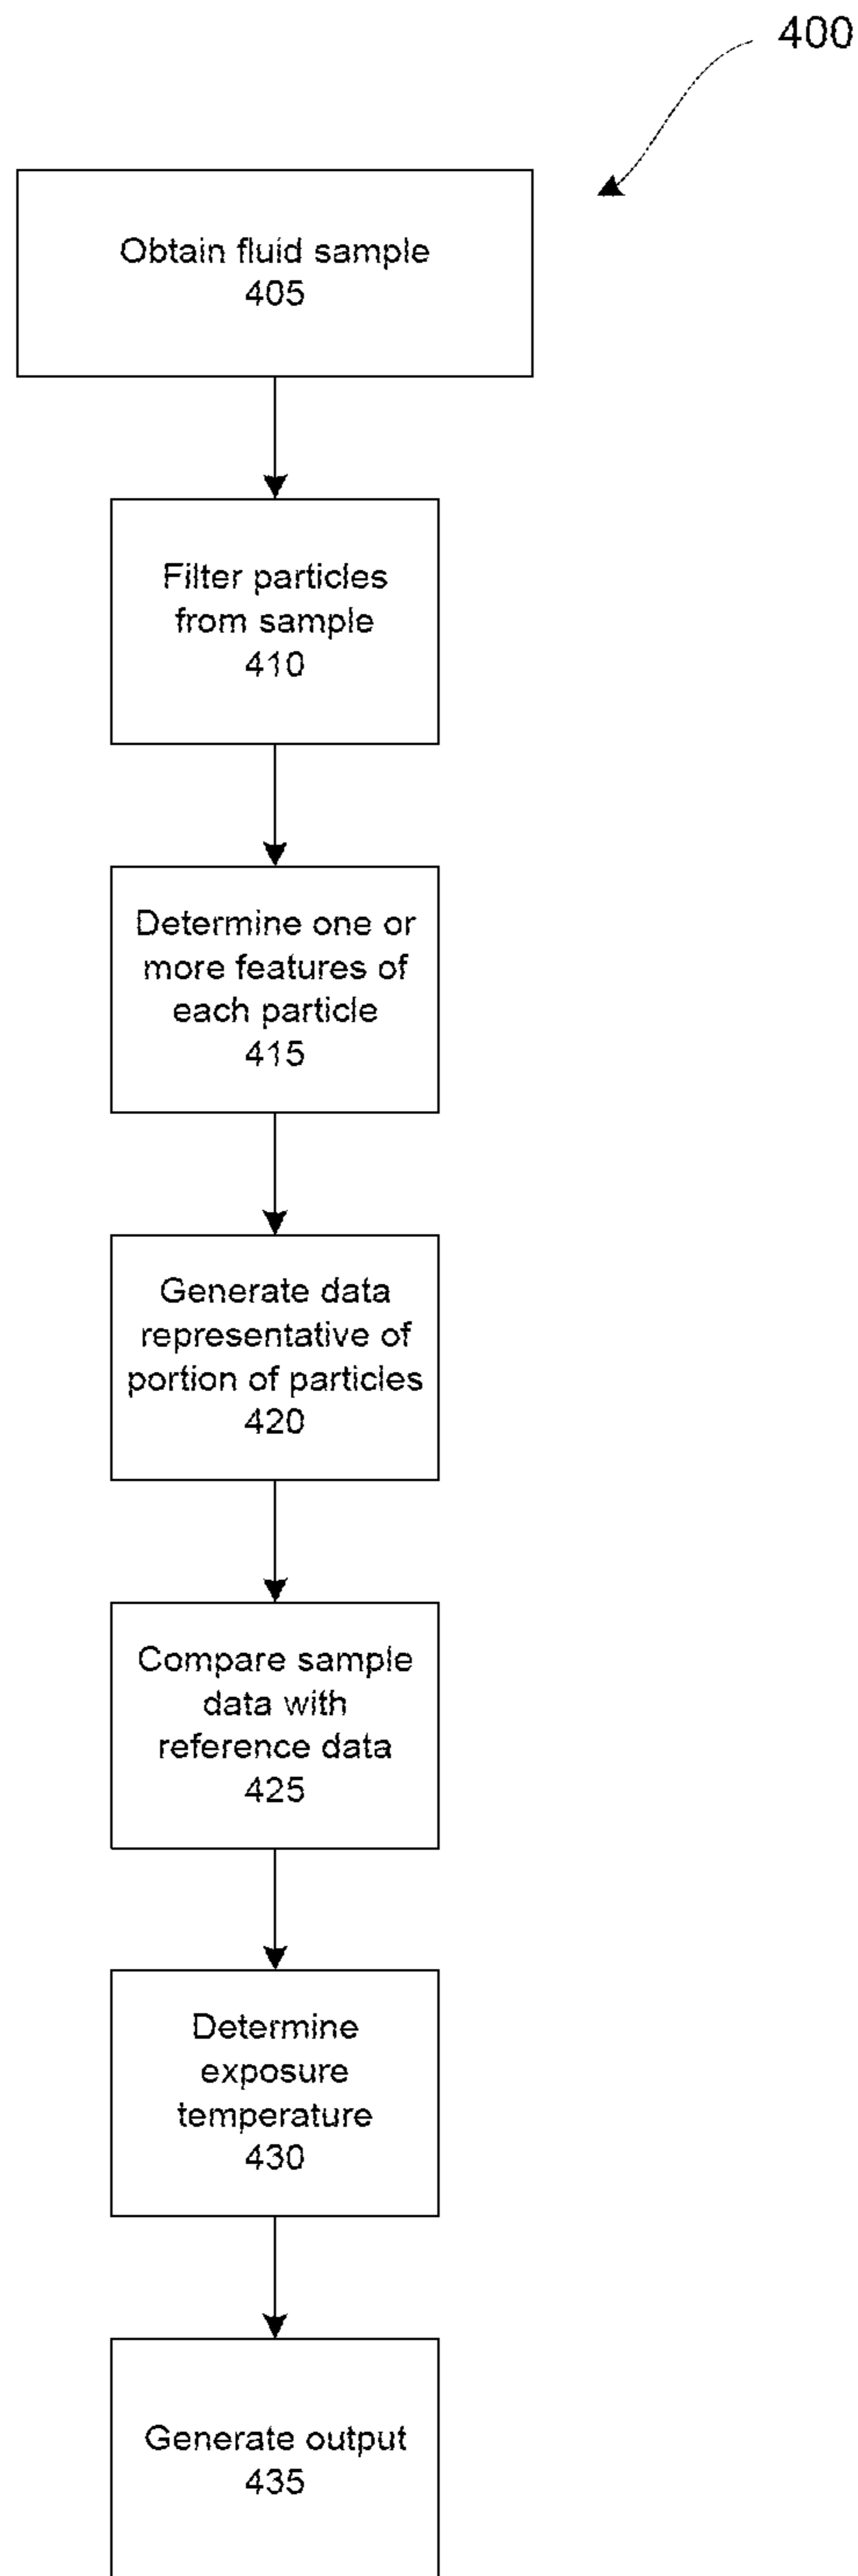 400
Obtain fluid sample
405
Filter particles
from sample
410
Determine one or
more features of
each particle
415
Generate data
representative of
portion of particles
420
Compare sample
data with
reference data
425
Determine
exposure
temperature
430
Generate output
435